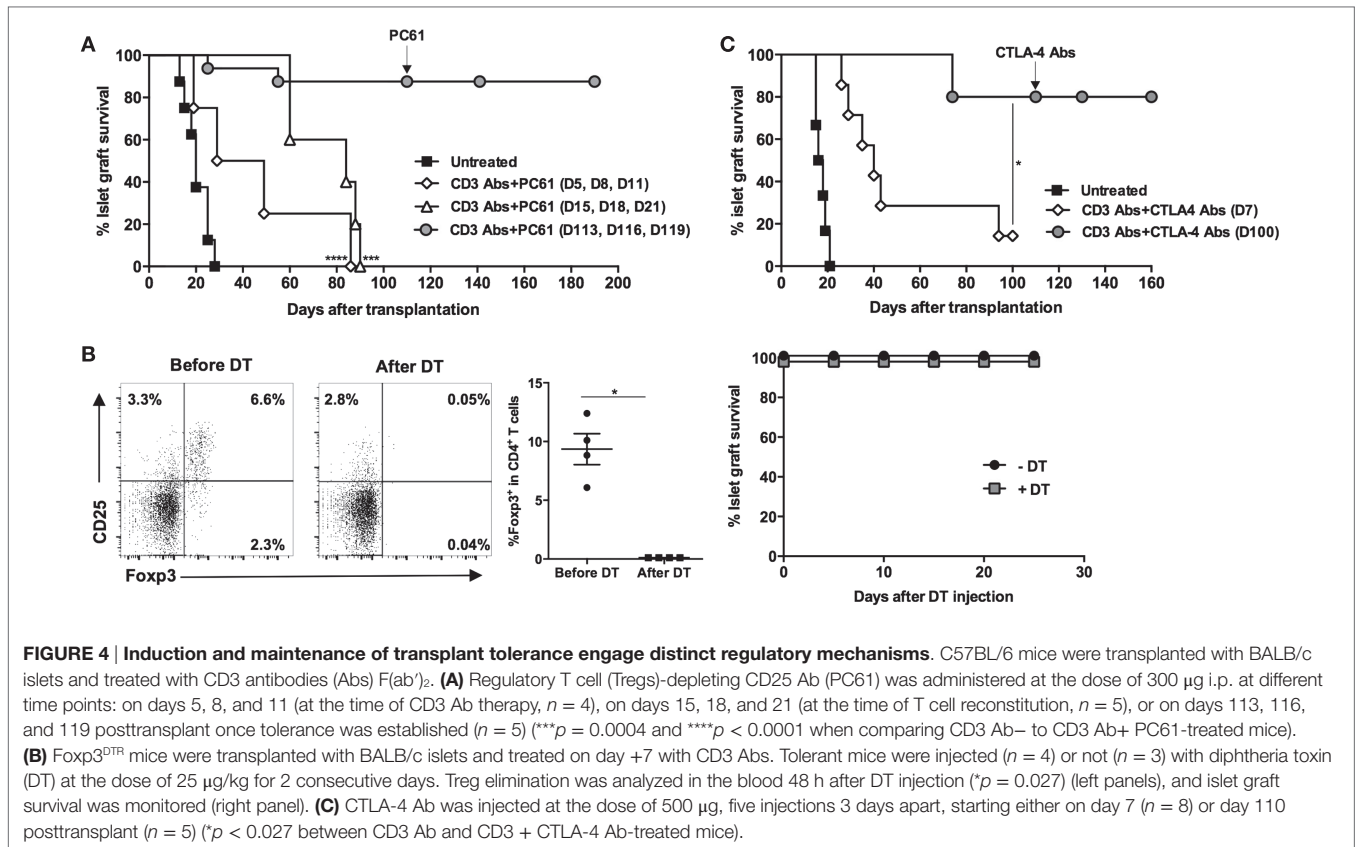 A
PC61
100
80
60
40
20
0
% Islet graft survival
Untreated
CD3 Abs+PC61 (D5, D8, D11)
CD3 Abs+PC61 (D15, D18, D21)
CD3 Abs+PC61 (D113, D116, D119)
**** ***
0 20 40 60 80 100 120 140 160 180 200
Days after transplantation
C
CTLA-4 Abs
100
80
60
40
20
0
% islet graft survival
*
Untreated
CD3 Abs+CTLA4 Abs (D7)
CD3 Abs+CTLA-4 Abs (D100)
0 20 40 60 80 100 120 140 160
Days after transplantation
B
Before DT After DT
3.3% 6.6% 2.8% 0.05%
2.3% 0.04%
CD25
Foxp3
%Foxp3+ in CD4+ T cells
15
10
5
0
*
Before DT After DT
% Islet graft survival
100
80
60
40
20
0
- DT
+ DT
0 10 20 30
Days after DT injection
FIGURE 4 | Induction and maintenance of transplant tolerance engage distinct regulatory mechanisms. C57BL/6 mice were transplanted with BALB/c
islets and treated with CD3 antibodies (Abs) F(ab′)₂. (A) Regulatory T cell (Tregs)-depleting CD25 Ab (PC61) was administered at the dose of 300 μg i.p. at different
time points: on days 5, 8, and 11 (at the time of CD3 Ab therapy, n = 4), on days 15, 18, and 21 (at the time of T cell reconstitution, n = 5), or on days 113, 116,
and 119 posttransplant once tolerance was established (n = 5) (***p = 0.0004 and ****p < 0.0001 when comparing CD3 Ab− to CD3 Ab+ PC61-treated mice).
(B) Foxp3ᴰᵀᴿ mice were transplanted with BALB/c islets and treated on day +7 with CD3 Abs. Tolerant mice were injected (n = 4) or not (n = 3) with diphtheria toxin
(DT) at the dose of 25 μg/kg for 2 consecutive days. Treg elimination was analyzed in the blood 48 h after DT injection (*p = 0.027) (left panels), and islet graft
survival was monitored (right panel). (C) CTLA-4 Ab was injected at the dose of 500 μg, five injections 3 days apart, starting either on day 7 (n = 8) or day 110
posttransplant (n = 5) (*p < 0.027 between CD3 Ab and CD3 + CTLA-4 Ab-treated mice).